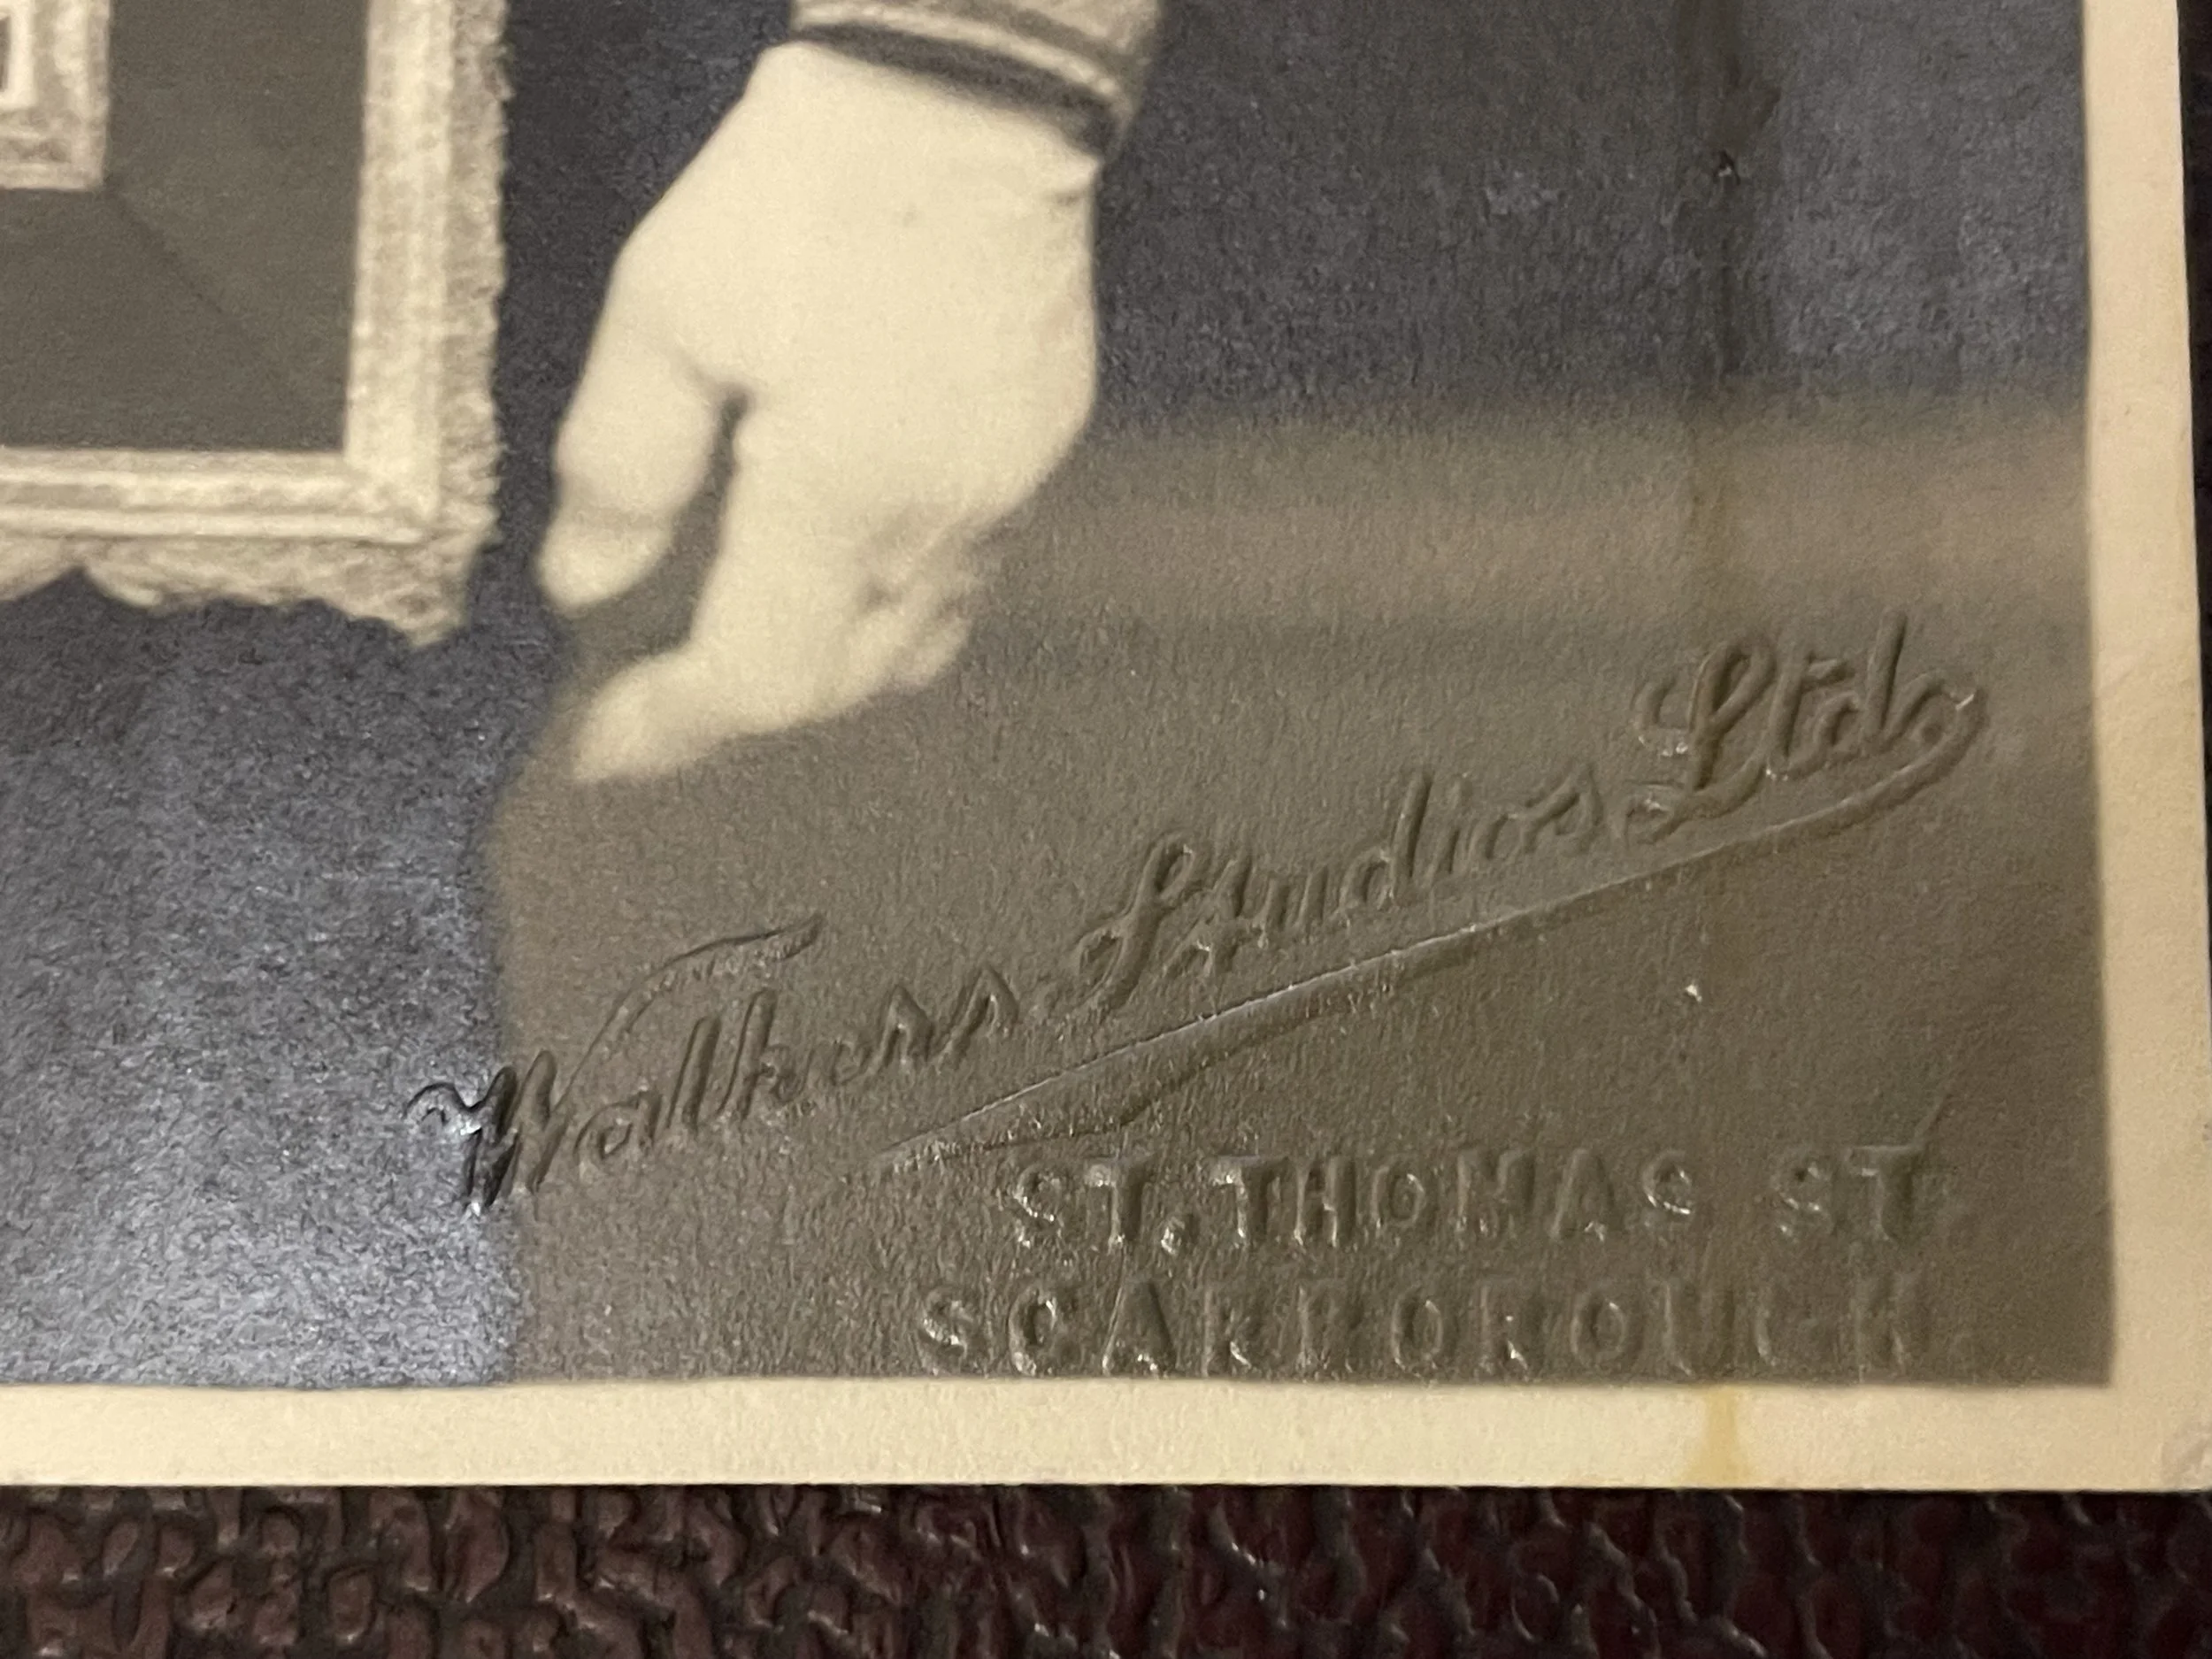 Walkers Studios Ltd.
ST. THOMAS ST.
SCARBOROUGH